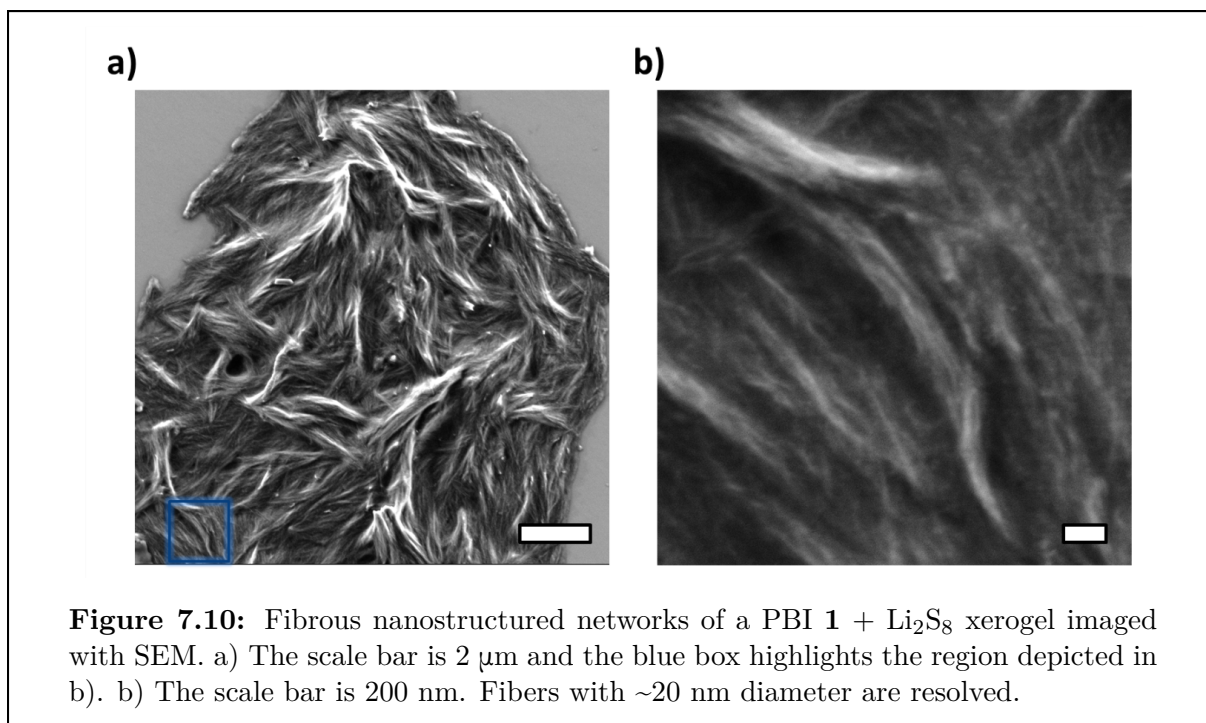 a)
b)
Figure 7.10: Fibrous nanostructured networks of a PBI 1 + Li₂S₈ xerogel imaged
with SEM. a) The scale bar is 2 μm and the blue box highlights the region depicted in
b). b) The scale bar is 200 nm. Fibers with ~20 nm diameter are resolved.